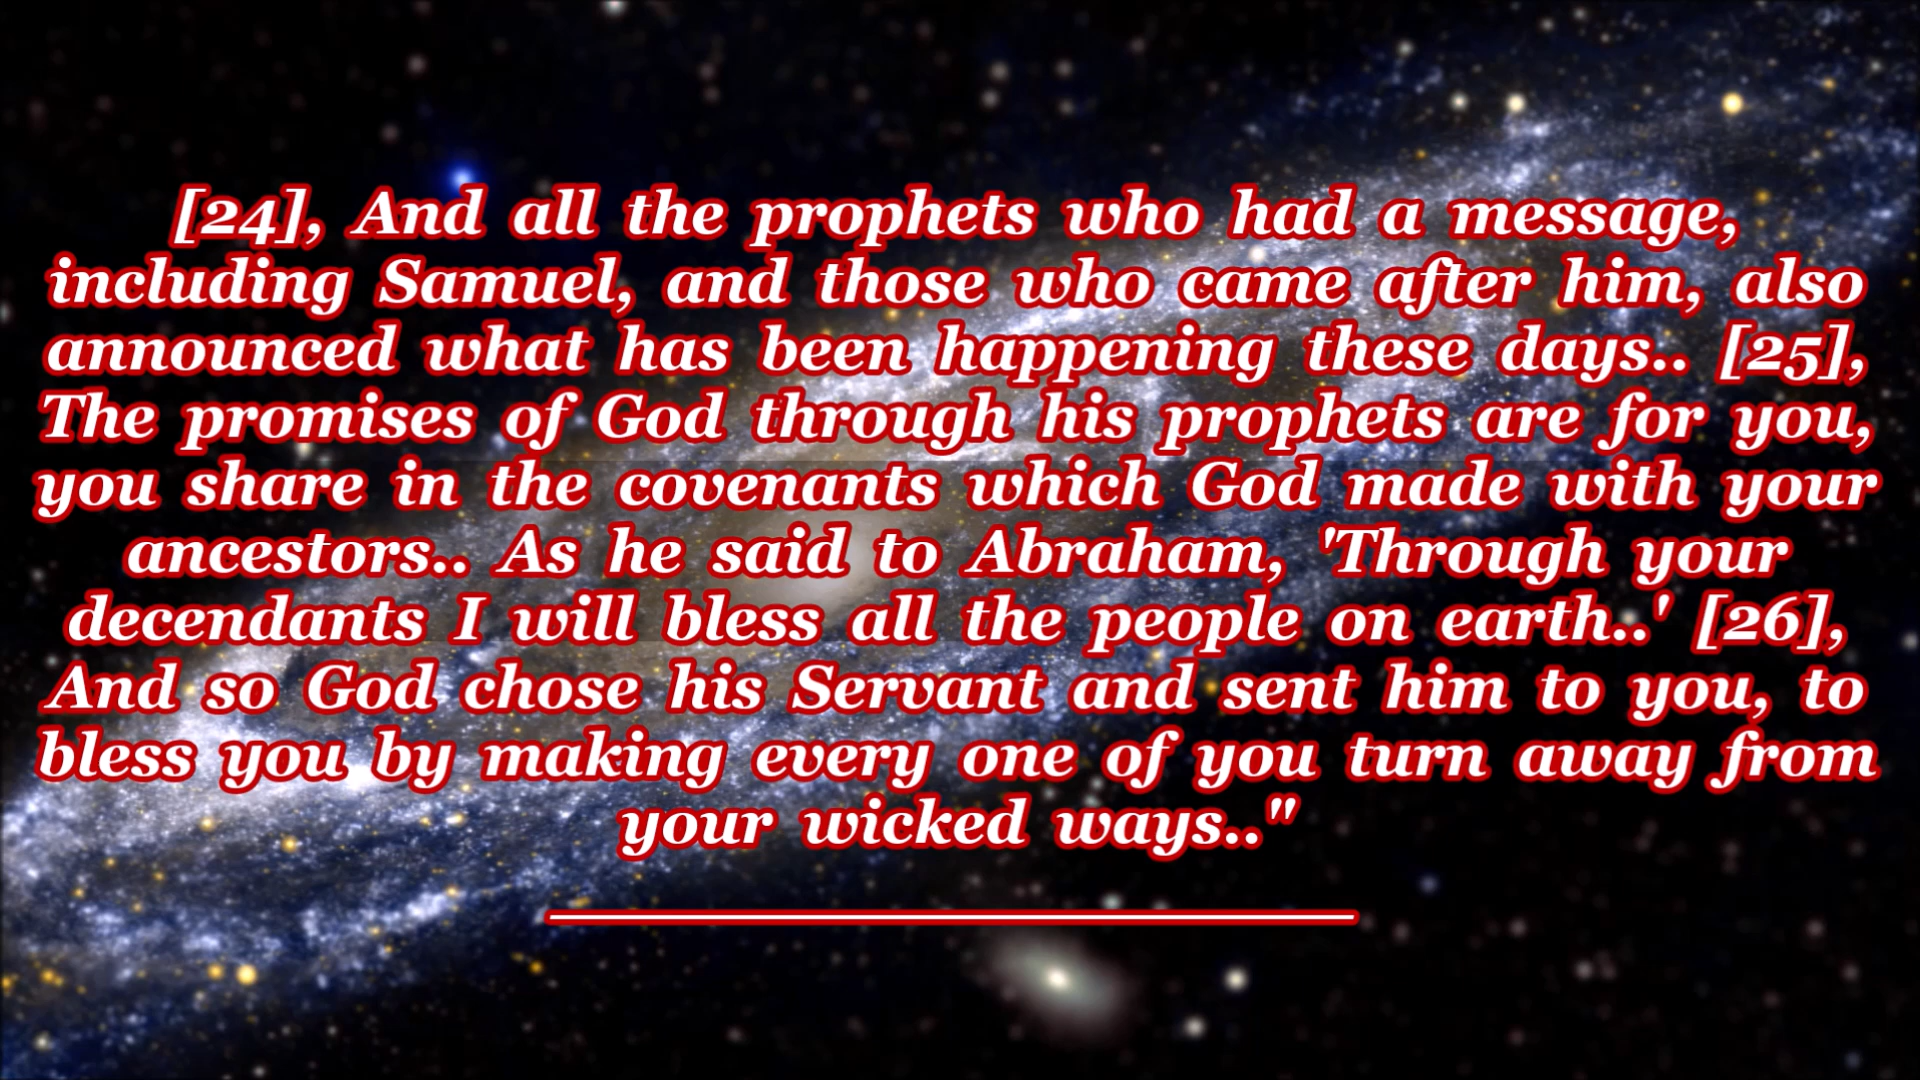 [24], And all the prophets who had a message,
including Samuel, and those who came after him, also
announced what has been happening these days.. [25],
The promises of God through his prophets are for you,
you share in the covenants which God made with your
ancestors.. As he said to Abraham, 'Through your
decendants I will bless all the people on earth..' [26],
And so God chose his Servant and sent him to you, to
bless you by making every one of you turn away from
your wicked ways.."